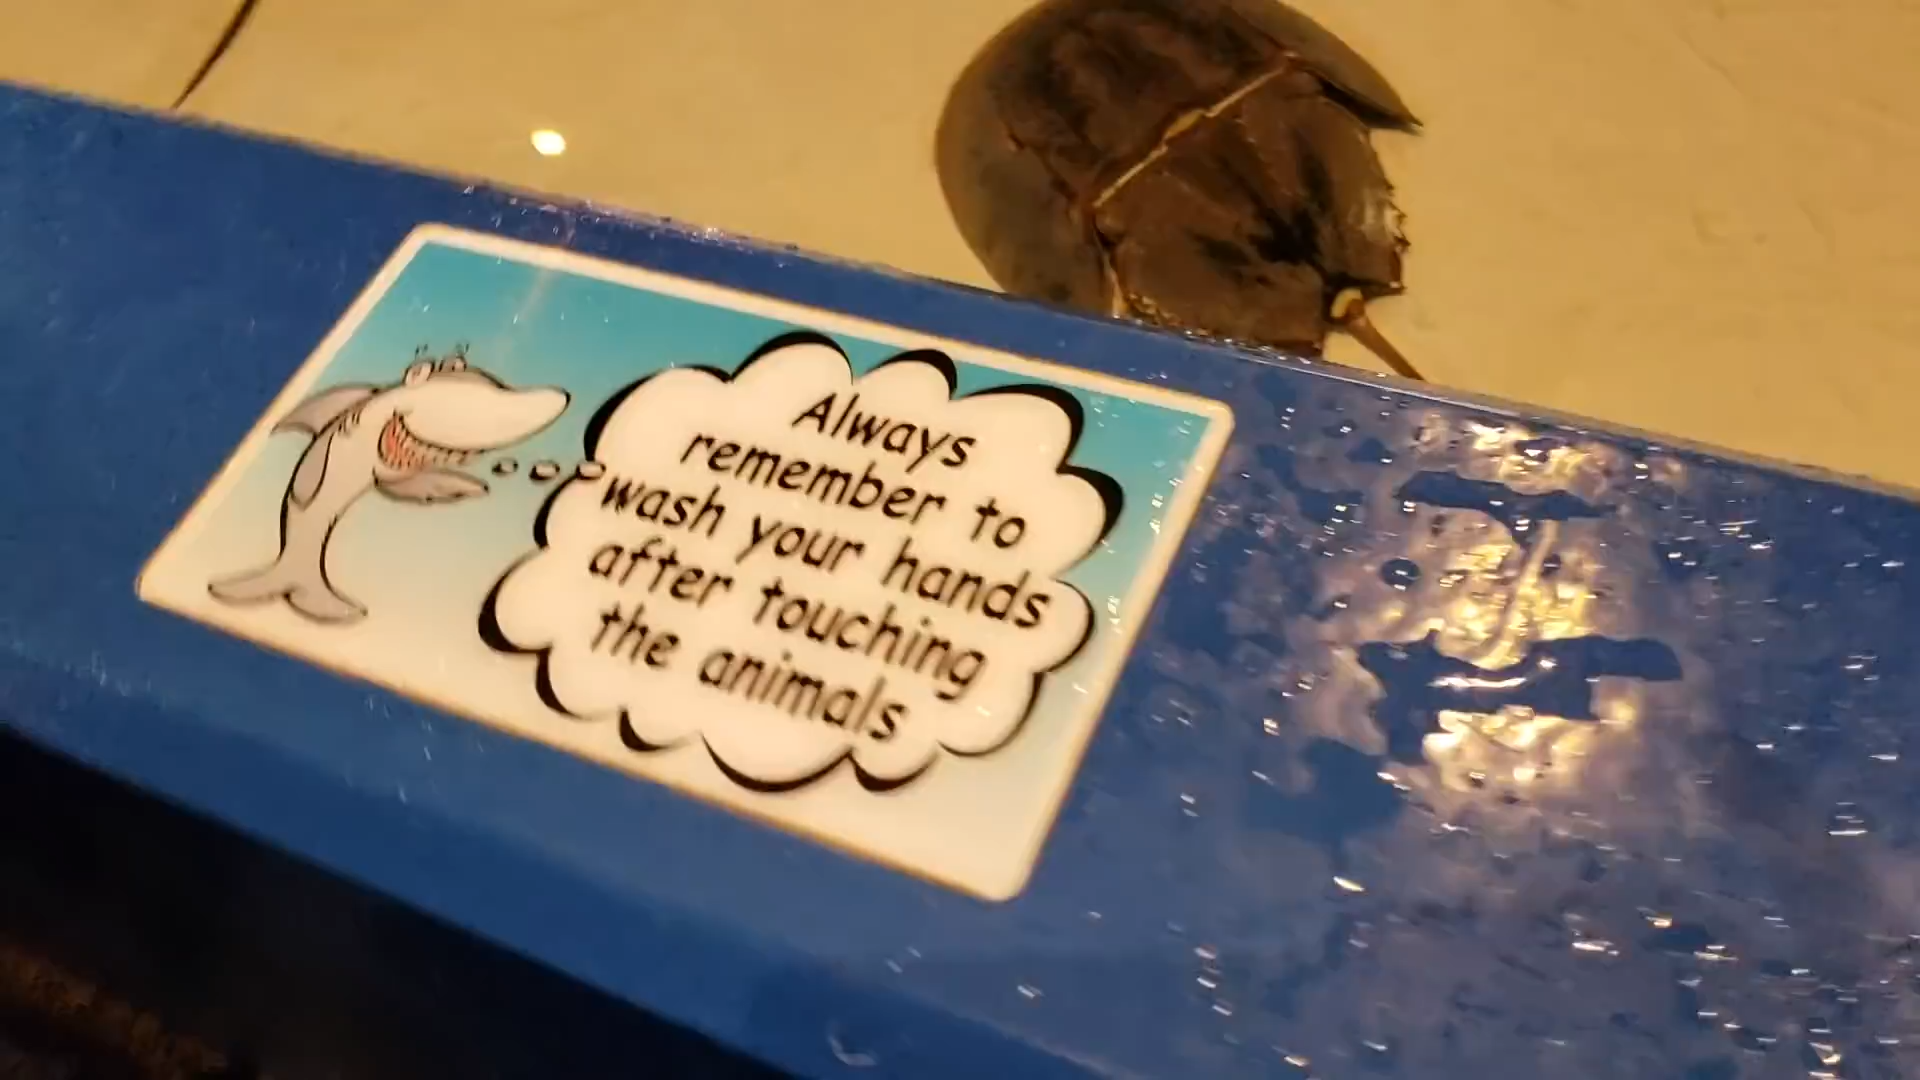 Always
remember to
wash your hands
after touching
the animals